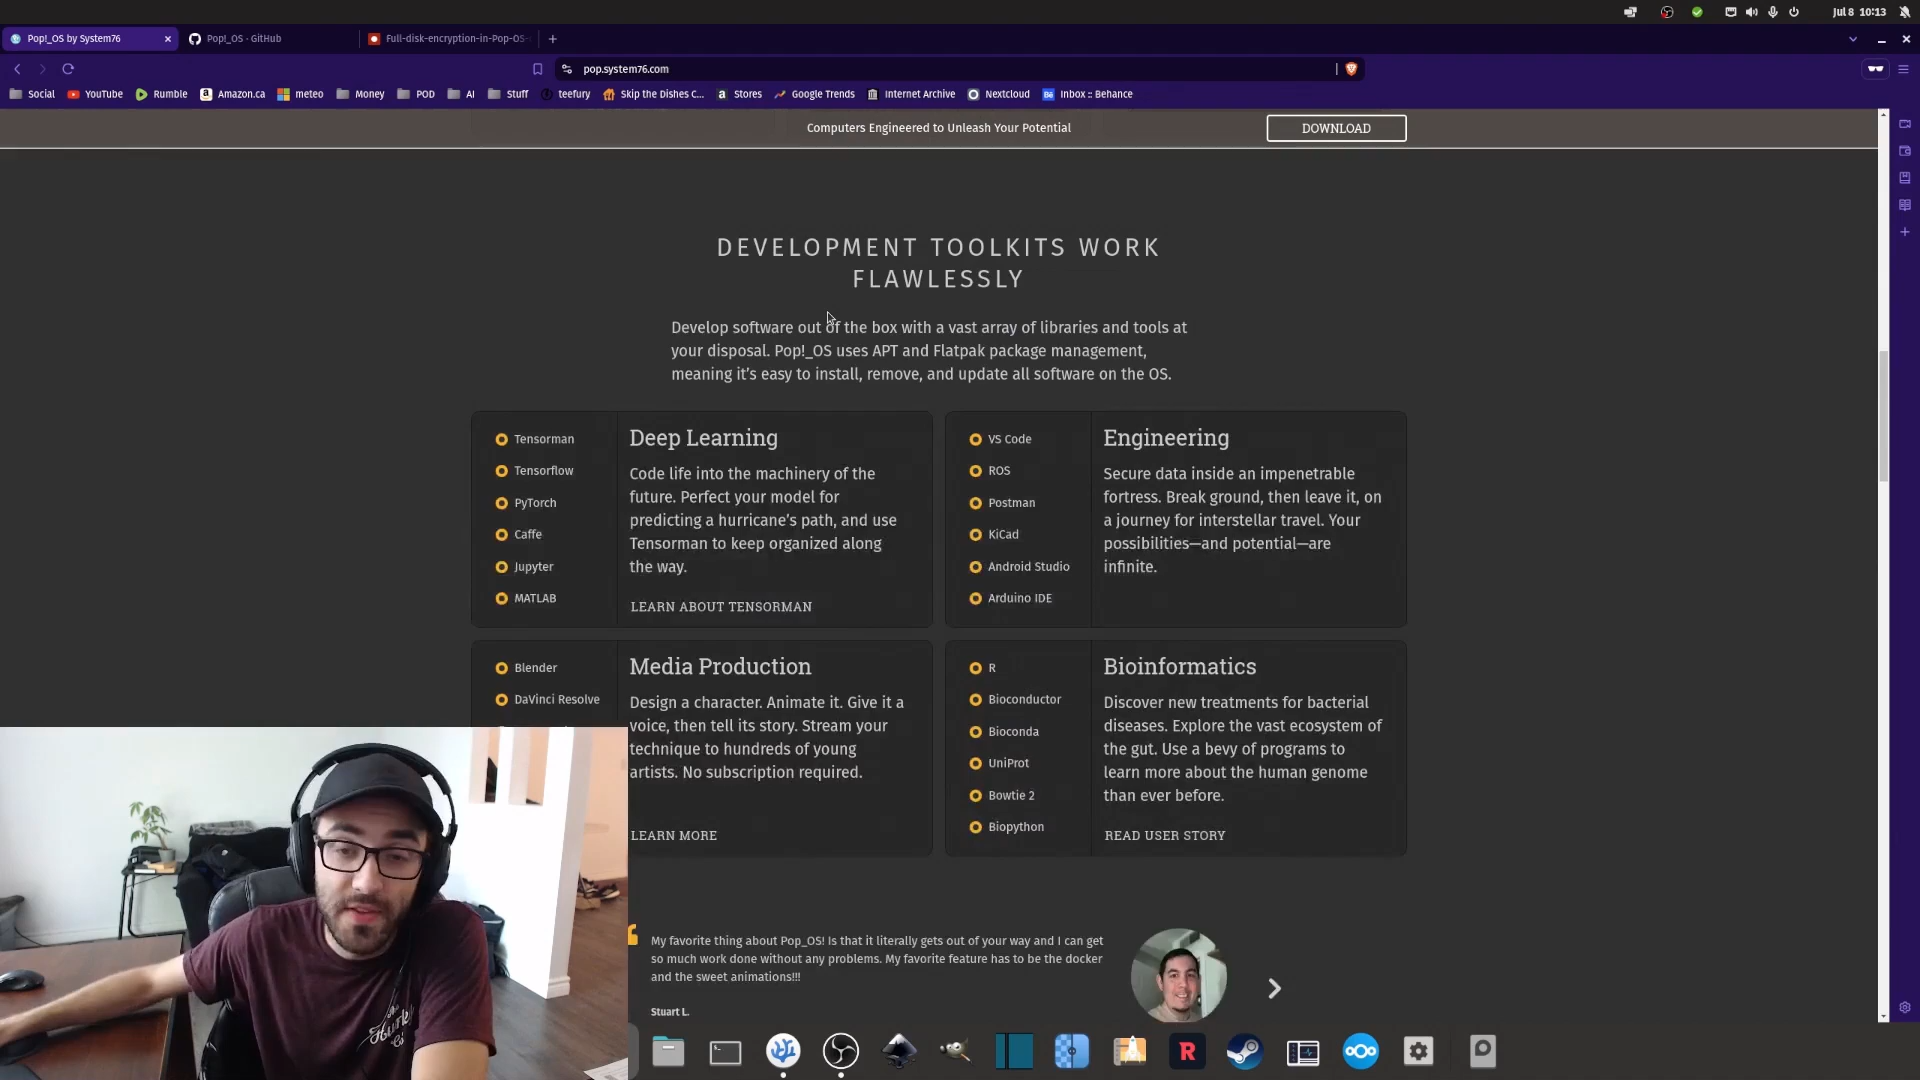 Jul 8 10:13
Pop!_OS by System76
Pop!_OS · GitHub
Full-disk-encryption-in-Pop-OS-
pop.system76.com
Social YouTube Rumble Amazon.ca meteo Money POD AI Stuff teefury Skip the Dishes C... Stores Google Trends Internet Archive Nextcloud Inbox :: Behance
Computers Engineered to Unleash Your Potential
DOWNLOAD
DEVELOPMENT TOOLKITS WORK
FLAWLESSLY
Develop software out of the box with a vast array of libraries and tools at
your disposal. Pop!_OS uses APT and Flatpak package management,
meaning it’s easy to install, remove, and update all software on the OS.
Tensorman
Tensorflow
PyTorch
Caffe
Jupyter
MATLAB
Deep Learning
Code life into the machinery of the
future. Perfect your model for
predicting a hurricane’s path, and use
Tensorman to keep organized along
the way.
LEARN ABOUT TENSORMAN
VS Code
ROS
Postman
KiCad
Android Studio
Arduino IDE
Engineering
Secure data inside an impenetrable
fortress. Break ground, then leave it, on
a journey for interstellar travel. Your
possibilities—and potential—are
infinite.
Blender
DaVinci Resolve
Media Production
Design a character. Animate it. Give it a
voice, then tell its story. Stream your
technique to hundreds of young
artists. No subscription required.
LEARN MORE
R
Bioconductor
Bioconda
UniProt
Bowtie 2
Biopython
Bioinformatics
Discover new treatments for bacterial
diseases. Explore the vast ecosystem of
the gut. Use a bevy of programs to
learn more about the human genome
than ever before.
READ USER STORY
My favorite thing about Pop_OS! Is that it literally gets out of your way and I can get
so much work done without any problems. My favorite feature has to be the docker
and the sweet animations!!!
Stuart L.